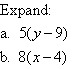 Expand:
a. 5(y−9)
b. 8(x−4)